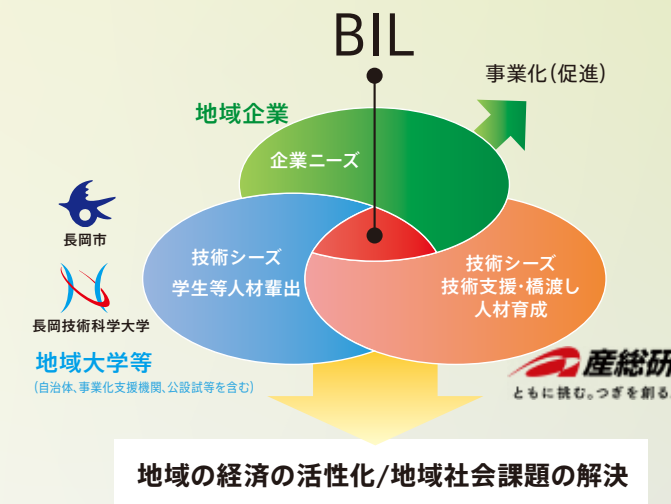 BIL
事業化(促進)
地域企業
企業ニーズ
長岡市
技術シーズ
学生等人材輩出
技術シーズ
技術支援・橋渡し
人材育成
長岡技術科学大学
地域大学等
(自治体、事業化支援機関、公設試等を含む)
産総研
ともに挑む。つぎを創る。
地域の経済の活性化/地域社会課題の解決